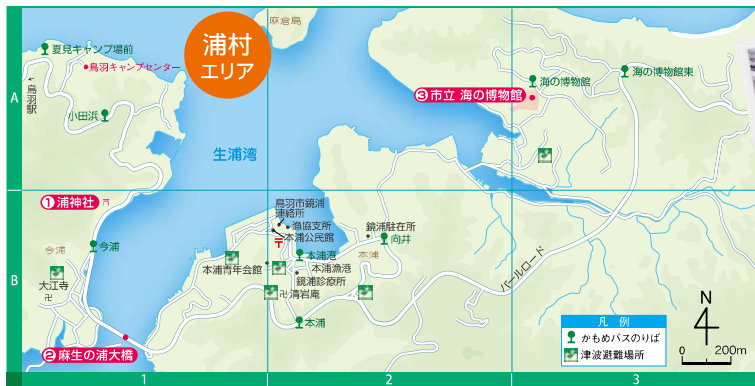 浦村
エリア
麻倉島
夏見キャンプ場前
鳥羽キャンプセンター
鳥羽駅
小田浜
A
生浦湾
③市立 海の博物館
海の博物館
海の博物館東
①浦神社
今浦
今浦
大江寺
卍
②麻生の浦大橋
B
鳥羽市鏡浦
連絡所
漁協支所
本浦公民館
〒
鏡浦駐在所
向井
本浦
本浦港
本浦漁港
本浦青年会館
鏡浦診療所
卍清岩庵
本浦
パールロード
凡 例
かもめバスのりば
津波避難場所
N
0 200m
1
2
3